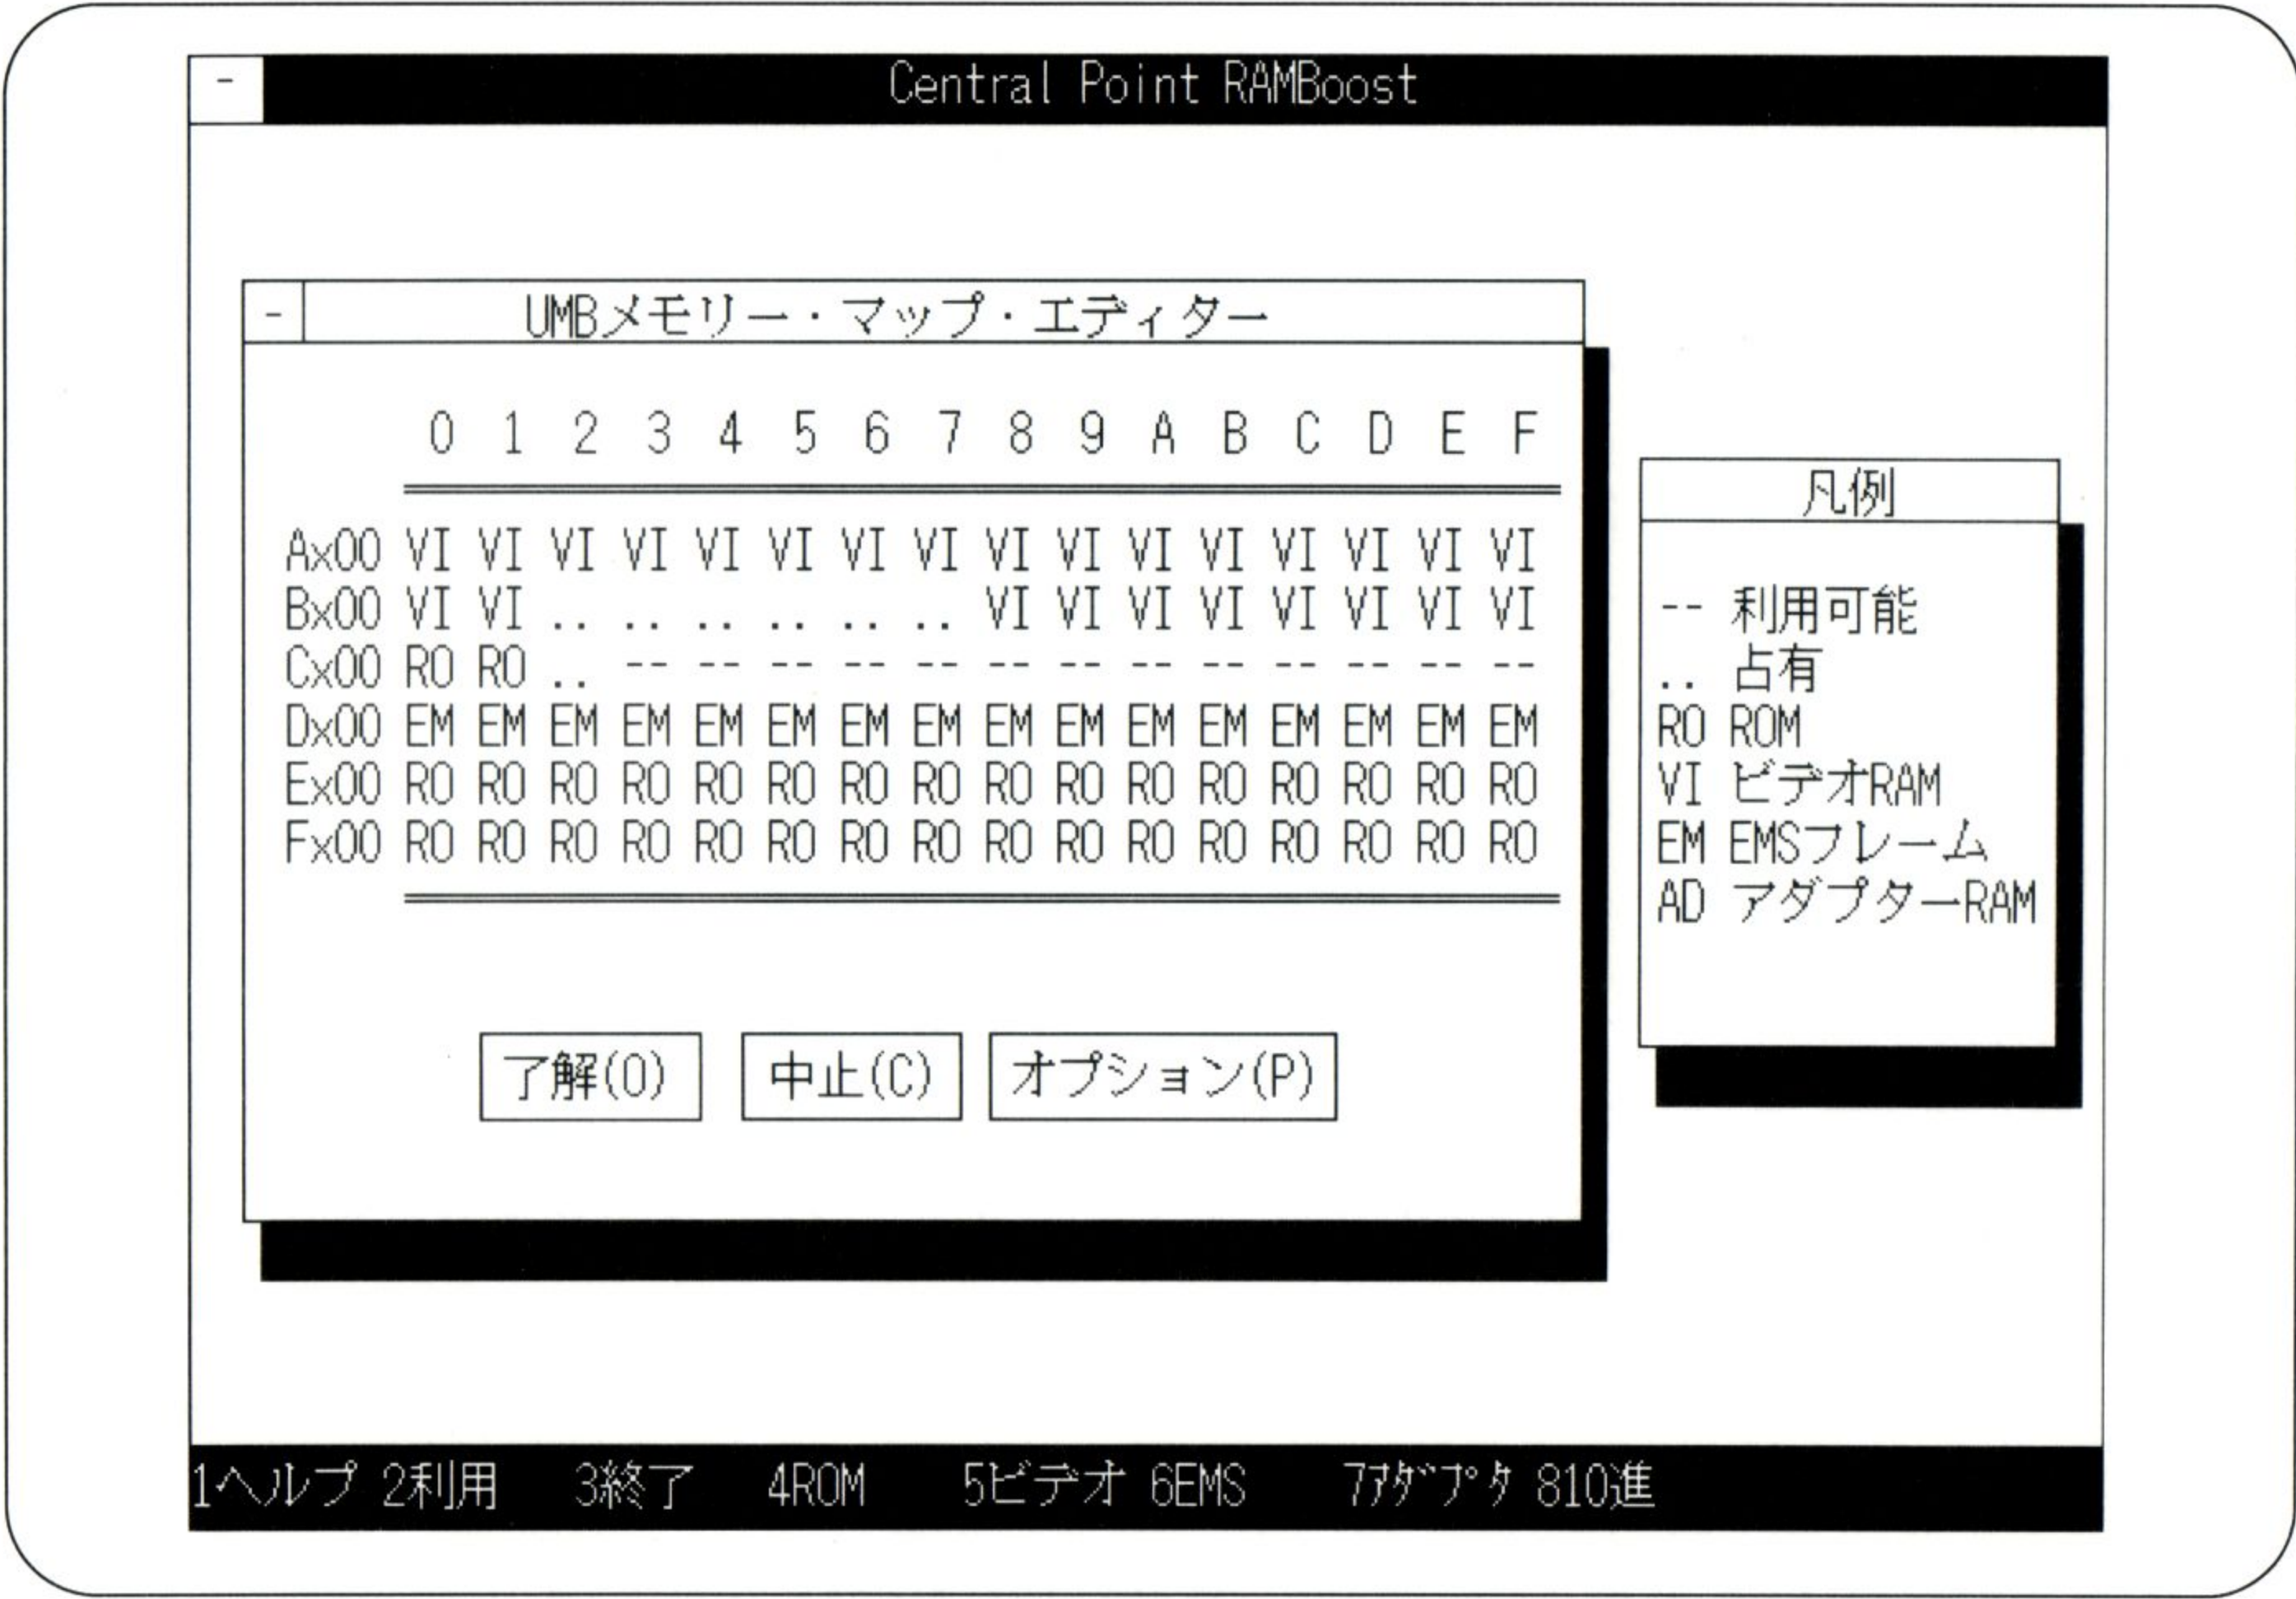 -
Central Point RAMBoost
-
UMBメモリー・マップ・エディター
0 1 2 3 4 5 6 7 8 9 A B C D E F
Ax00 VI VI VI VI VI VI VI VI VI VI VI VI VI VI VI VI
Bx00 VI VI .. .. .. .. .. .. VI VI VI VI VI VI VI VI
Cx00 RO RO .. -- -- -- -- -- -- -- -- -- -- -- -- --
Dx00 EM EM EM EM EM EM EM EM EM EM EM EM EM EM EM EM
Ex00 RO RO RO RO RO RO RO RO RO RO RO RO RO RO RO RO
Fx00 RO RO RO RO RO RO RO RO RO RO RO RO RO RO RO RO
了解(O) 中止(C) オプション(P)
凡例
-- 利用可能
.. 占有
RO ROM
VI ビデオRAM
EM EMSフレーム
AD アダプターRAM
1ヘルプ 2利用 3終了 4ROM 5ビデオ 6EMS 7ｱﾀﾞﾌﾟﾀ 810進